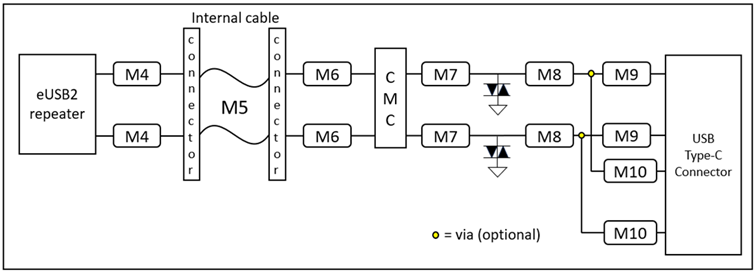 Internal cable
eUSB2
repeater
M4
M4
connector
M5
connector
M6
M6
CMC
M7
M7
M8
M8
M9
M9
M10
M10
USB
Type-C
Connector
= via (optional)